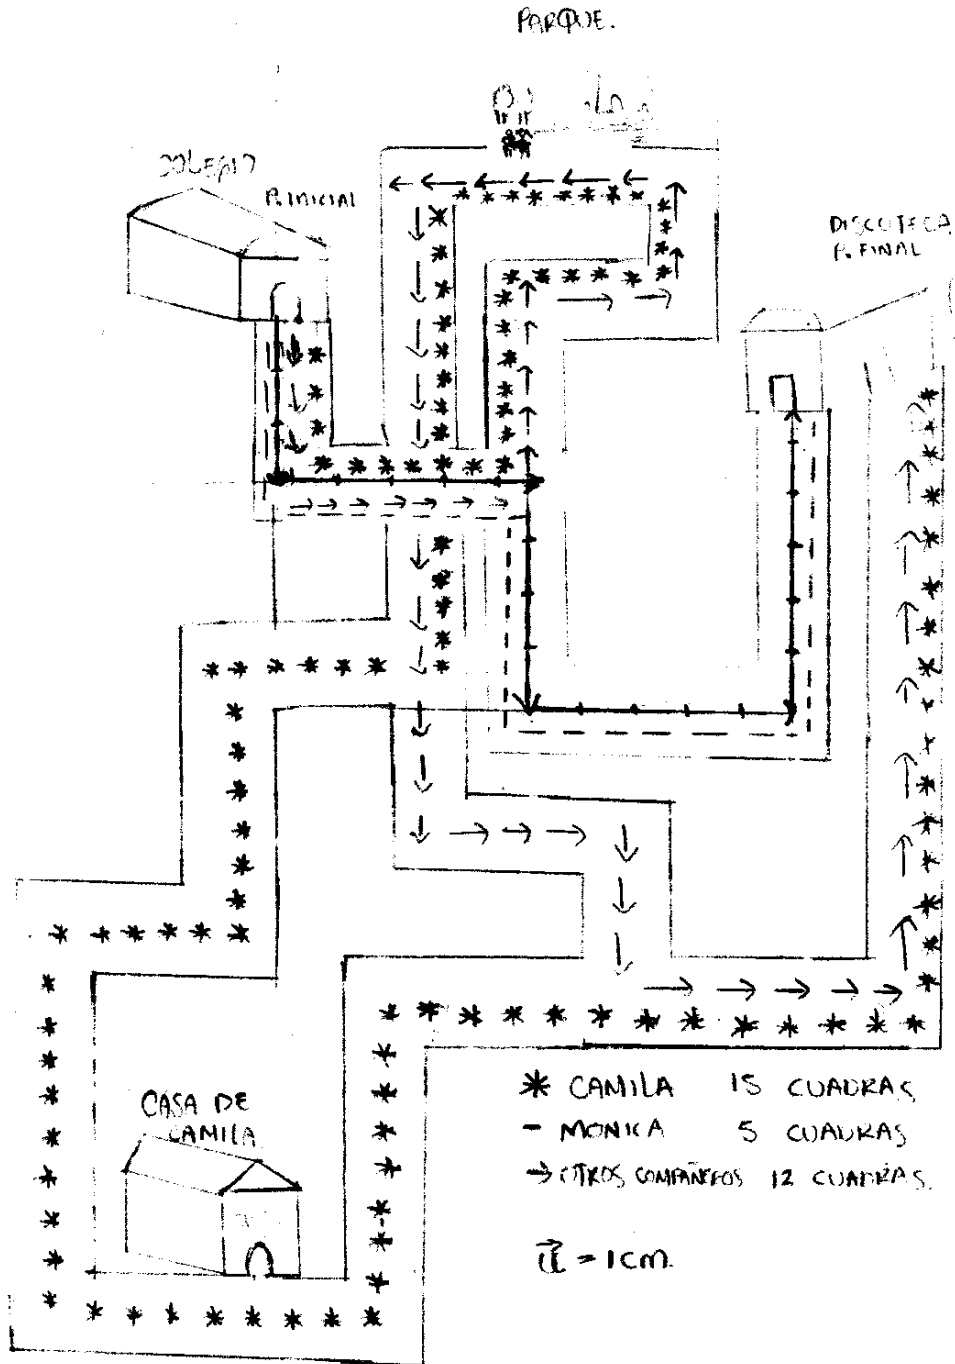 PARQUE.
COLEGIO
P. INICIAL
DISCOTECA
P. FINAL
CASA DE
CAMILA
* CAMILA 15 CUADRAS
- MONICA 5 CUADRAS
→ OTROS COMPAÑEROS 12 CUADRAS.
u⃗ = 1cm.